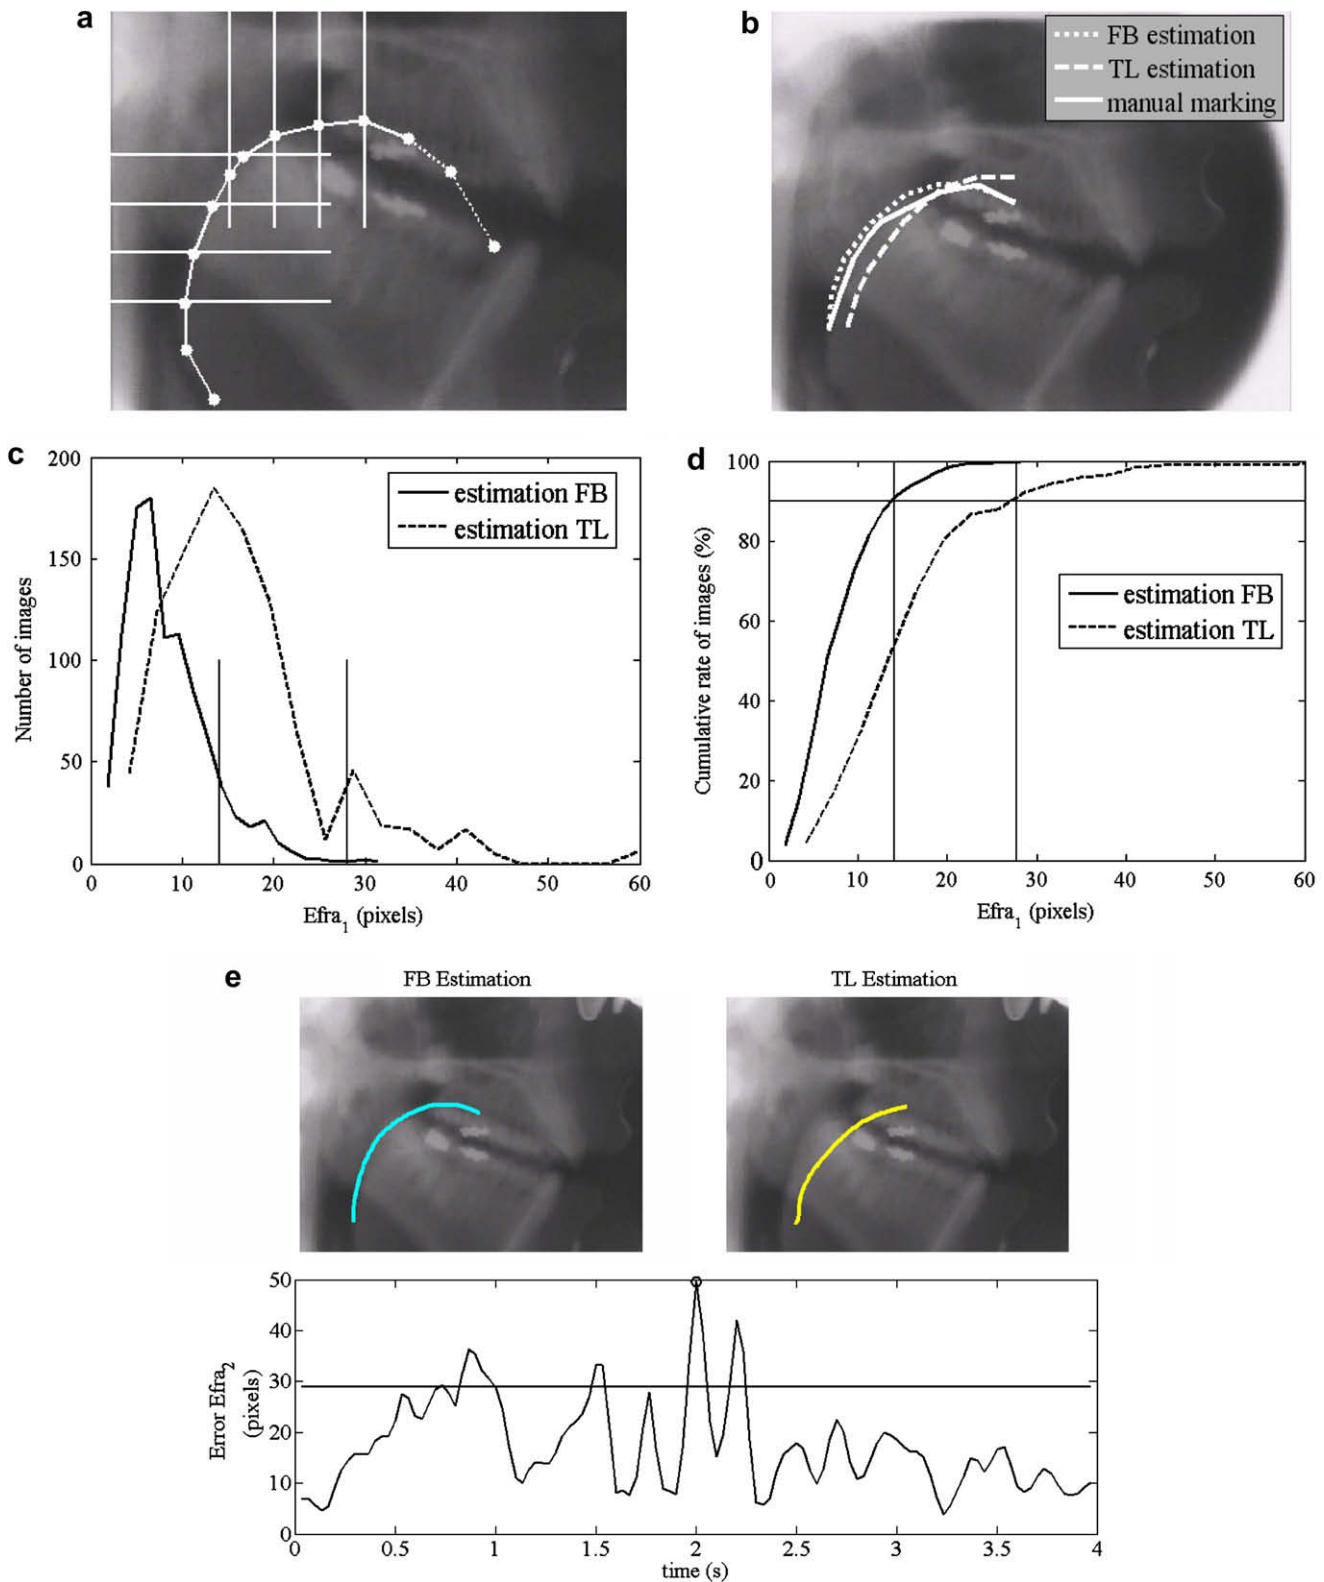 a
b
FB estimation
TL estimation
manual marking
c
200
150
100
50
0
Number of images
estimation FB
estimation TL
0 10 20 30 40 50 60
Efra1 (pixels)
d
100
80
60
40
20
0
Cumulative rate of images (%)
estimation FB
estimation TL
0 10 20 30 40 50 60
Efra1 (pixels)
e
FB Estimation
TL Estimation
50
40
30
20
10
0
Error Efra2
(pixels)
0 0.5 1 1.5 2 2.5 3 3.5 4
time (s)